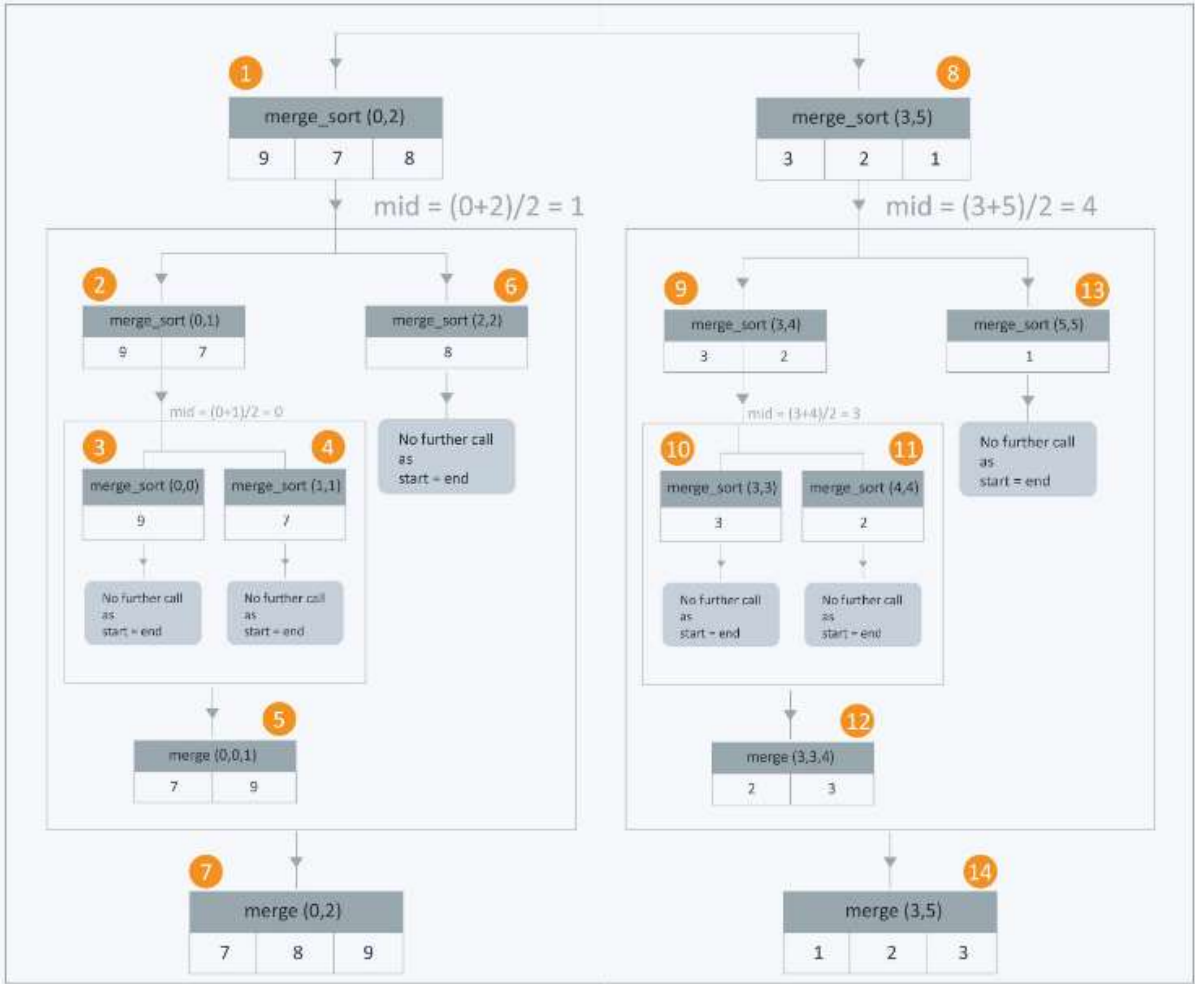 1
8
merge_sort (0,2)
merge_sort (3,5)
9 7 8
3 2 1
mid = (0+2)/2 = 1
mid = (3+5)/2 = 4
2
6
9
13
merge_sort (0,1)
merge_sort (2,2)
merge_sort (3,4)
merge_sort (5,5)
9 7
8
3 2
1
mid = (0+1)/2 = 0
mid = (3+4)/2 = 3
No further call
as
start = end
No further call
as
start = end
3
4
10
11
merge_sort (0,0)
merge_sort (1,1)
merge_sort (3,3)
merge_sort (4,4)
9
7
3
2
No further call
as
start = end
No further call
as
start = end
No further call
as
start = end
No further call
as
start = end
5
12
merge (0,0,1)
merge (3,3,4)
7 9
2 3
7
14
merge (0,2)
merge (3,5)
7 8 9
1 2 3